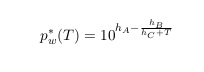 $p_w^*(T) = 10^{h_A - \frac{h_B}{h_C + T}}$